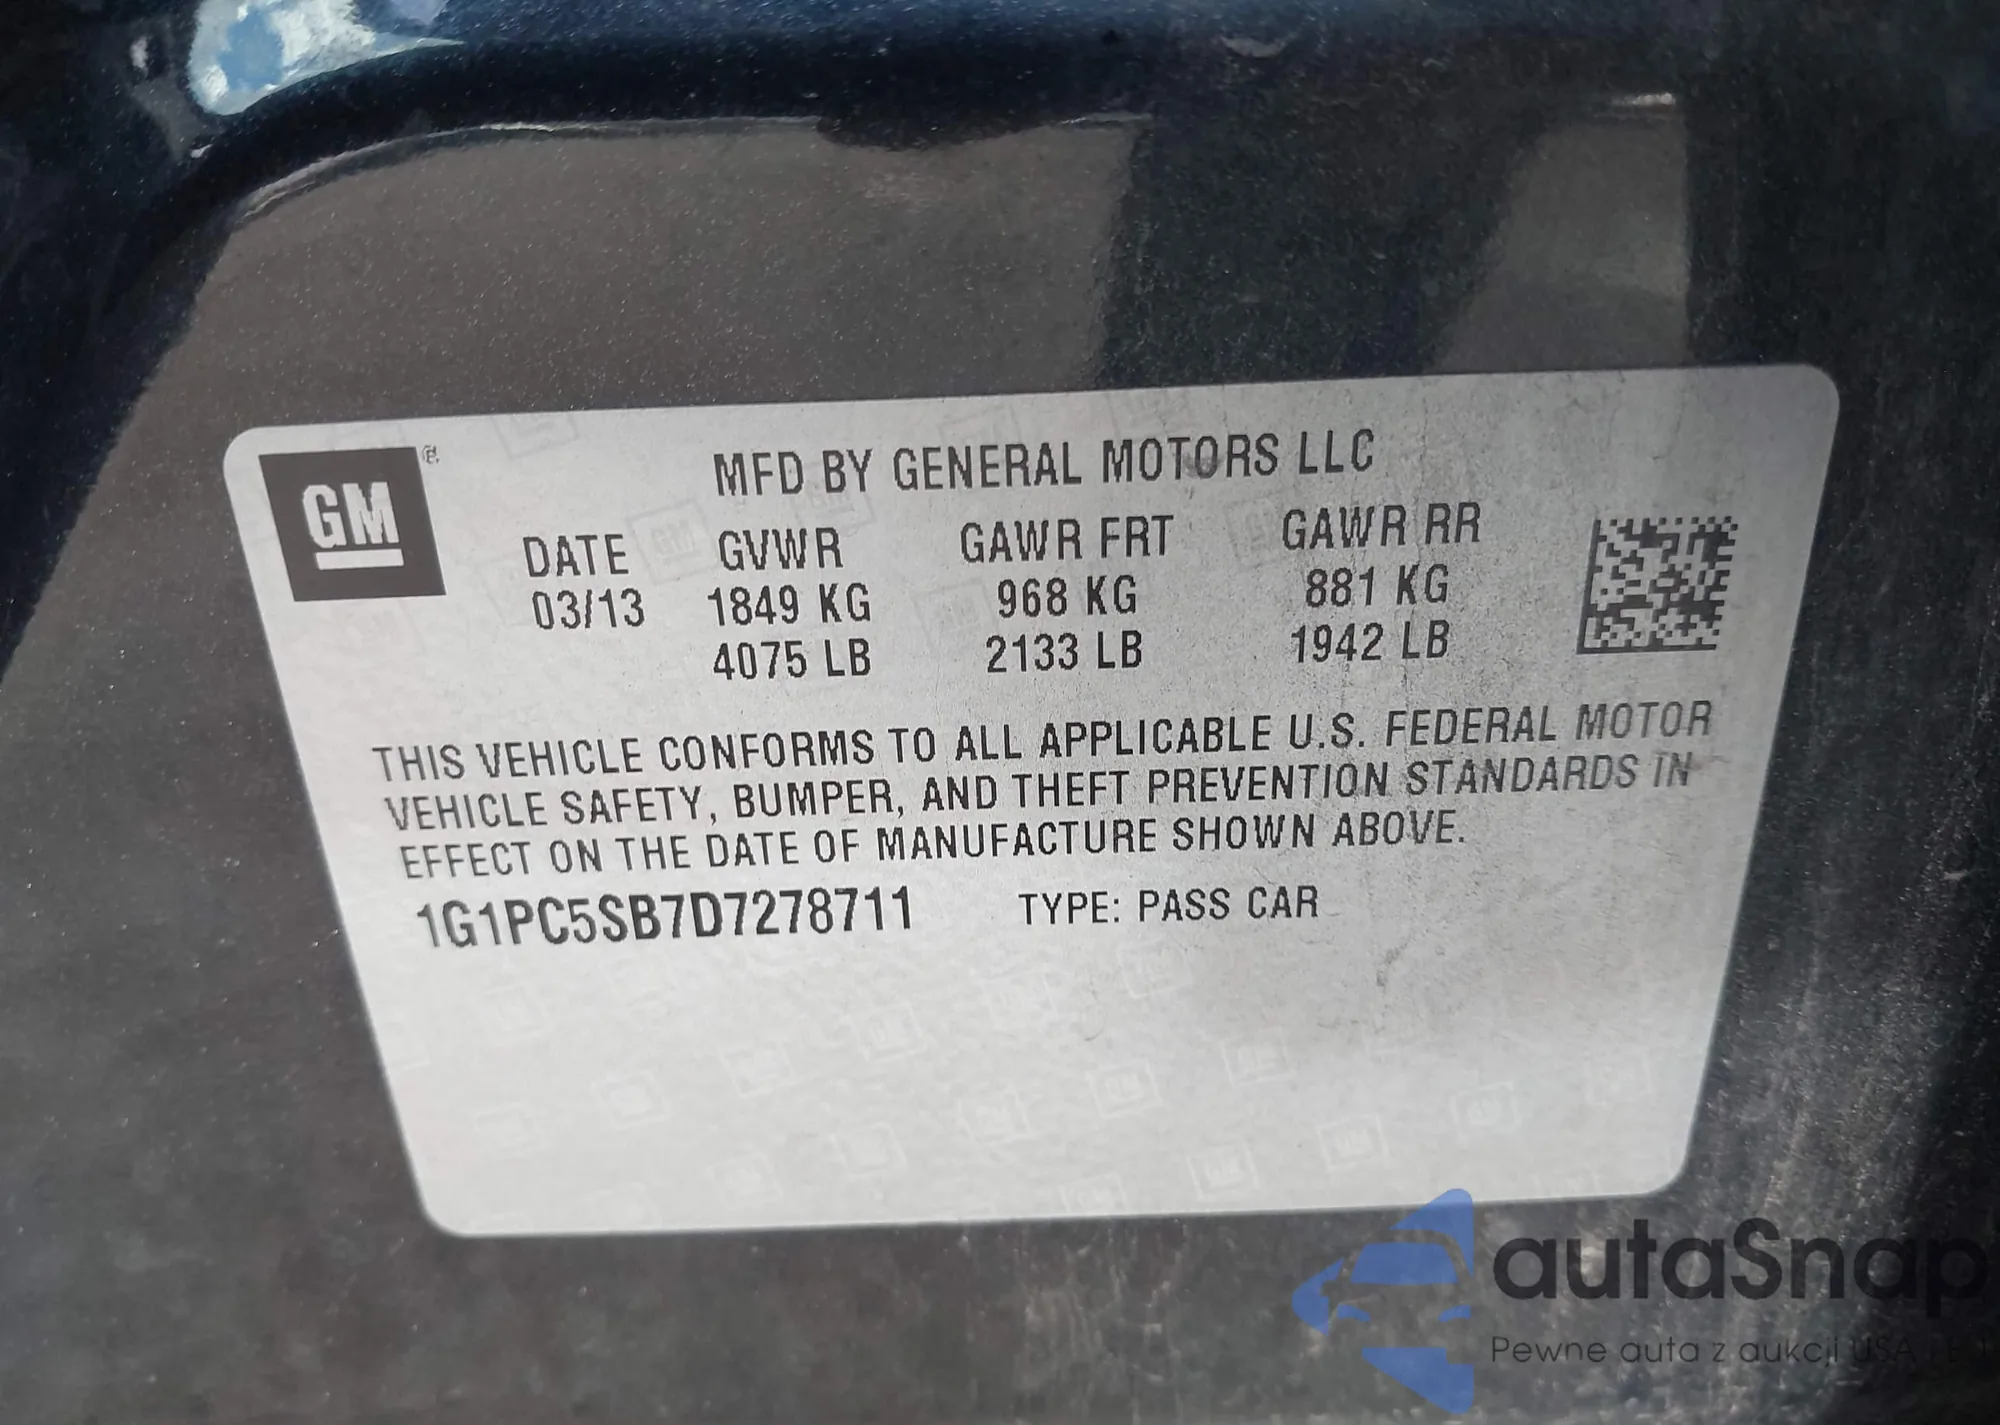 GM ®
MFD BY GENERAL MOTORS LLC
DATE GVWR GAWR FRT GAWR RR
03/13 1849 KG 968 KG 881 KG
4075 LB 2133 LB 1942 LB
THIS VEHICLE CONFORMS TO ALL APPLICABLE U.S. FEDERAL MOTOR
VEHICLE SAFETY, BUMPER, AND THEFT PREVENTION STANDARDS IN
EFFECT ON THE DATE OF MANUFACTURE SHOWN ABOVE.
1G1PC5SB7D7278711 TYPE: PASS CAR
autaSnap
Pewne auta z aukcji USA i